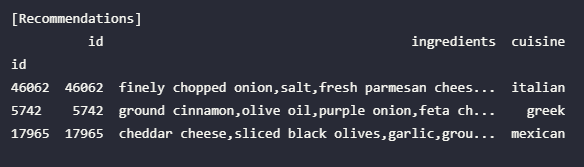 [Recommendations]
id ingredients cuisine
id
46062 46062 finely chopped onion,salt,fresh parmesan chees... italian
5742 5742 ground cinnamon,olive oil,purple onion,feta ch... greek
17965 17965 cheddar cheese,sliced black olives,garlic,grou... mexican